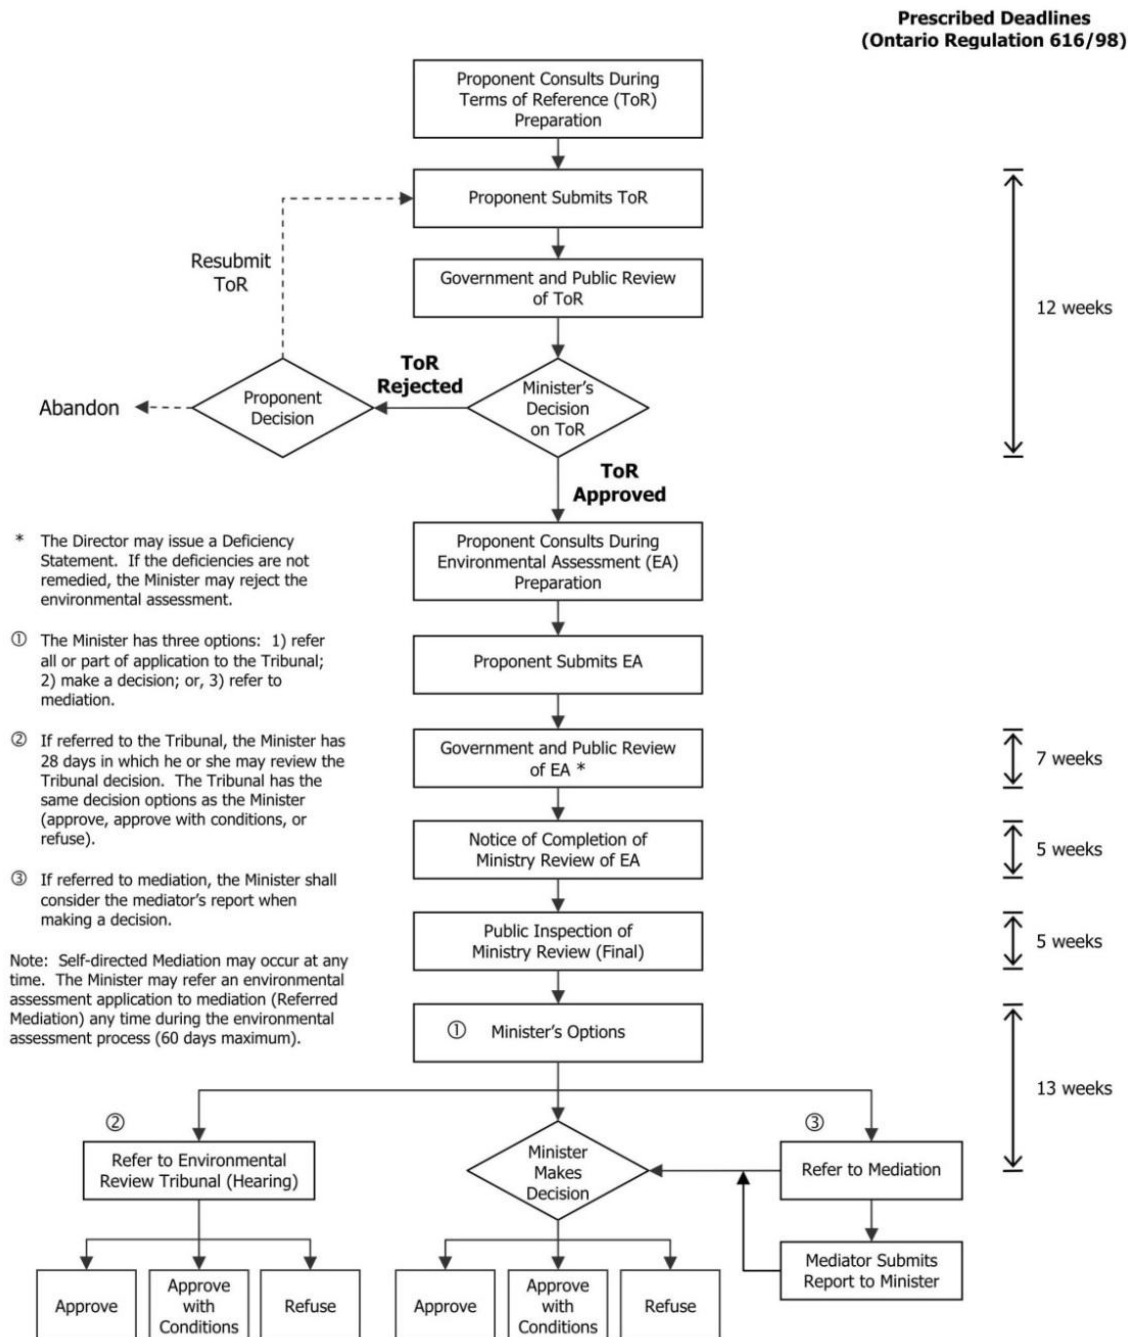 Prescribed Deadlines
(Ontario Regulation 616/98)
Proponent Consults During
Terms of Reference (ToR)
Preparation
Proponent Submits ToR
Resubmit
ToR
Government and Public Review
of ToR
12 weeks
ToR
Rejected
Abandon
Proponent
Decision
Minister's
Decision
on ToR
ToR
Approved
* The Director may issue a Deficiency
Statement. If the deficiencies are not
remedied, the Minister may reject the
environmental assessment.
① The Minister has three options: 1) refer
all or part of application to the Tribunal;
2) make a decision; or, 3) refer to
mediation.
② If referred to the Tribunal, the Minister has
28 days in which he or she may review the
Tribunal decision. The Tribunal has the
same decision options as the Minister
(approve, approve with conditions, or
refuse).
③ If referred to mediation, the Minister shall
consider the mediator's report when
making a decision.
Note: Self-directed Mediation may occur at any
time. The Minister may refer an environmental
assessment application to mediation (Referred
Mediation) any time during the environmental
assessment process (60 days maximum).
Proponent Consults During
Environmental Assessment (EA)
Preparation
Proponent Submits EA
Government and Public Review
of EA *
7 weeks
Notice of Completion of
Ministry Review of EA
5 weeks
Public Inspection of
Ministry Review (Final)
5 weeks
① Minister's Options
13 weeks
②
Refer to Environmental
Review Tribunal (Hearing)
Minister
Makes
Decision
③
Refer to Mediation
Mediator Submits
Report to Minister
Approve
Approve
with
Conditions
Refuse
Approve
Approve
with
Conditions
Refuse